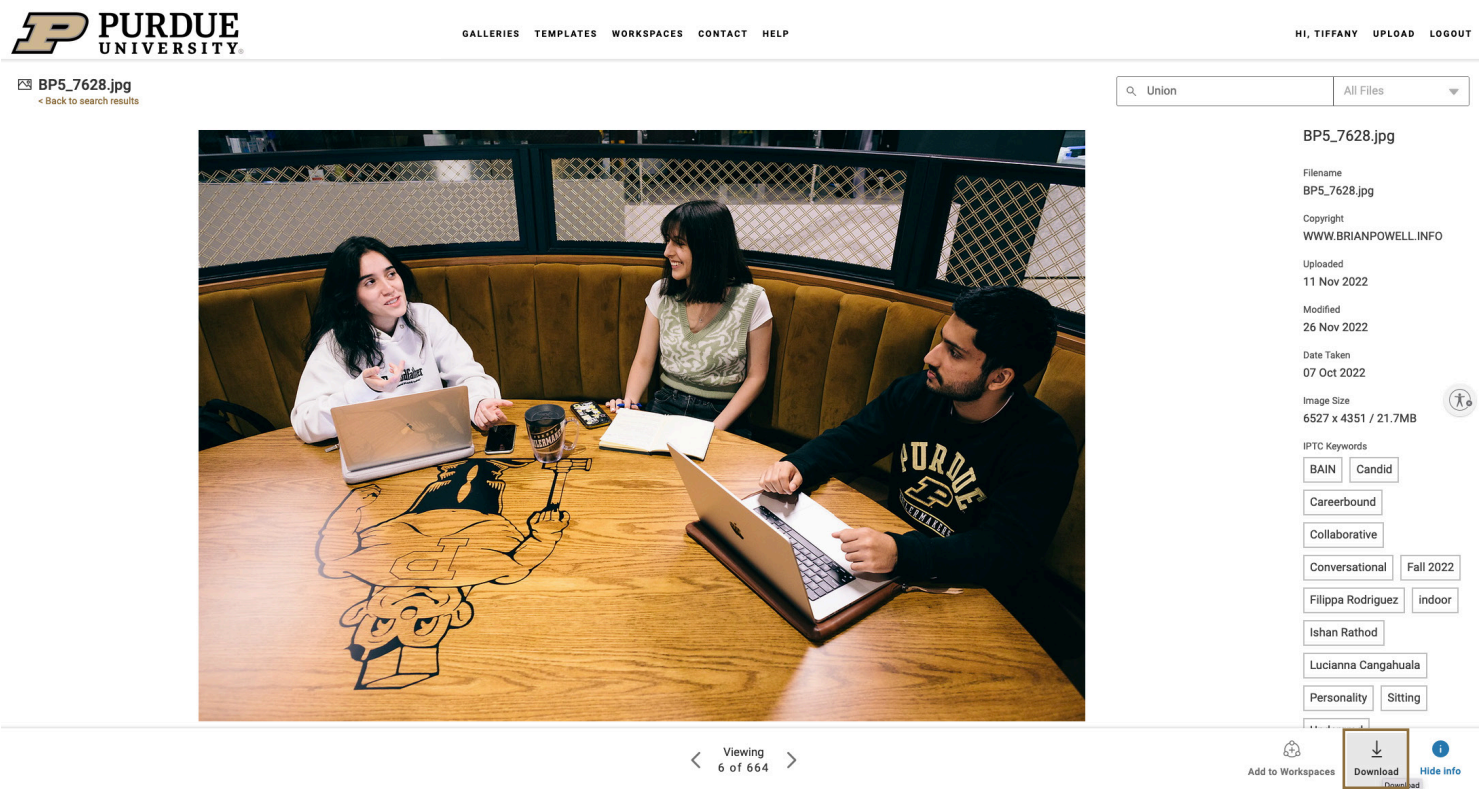 PURDUE
UNIVERSITY®
GALLERIES TEMPLATES WORKSPACES CONTACT HELP
HI, TIFFANY UPLOAD LOGOUT
BP5_7628.jpg
< Back to search results
Union
All Files
PURDUE
P
BP5_7628.jpg
Filename
BP5_7628.jpg
Copyright
WWW.BRIANPOWELL.INFO
Uploaded
11 Nov 2022
Modified
26 Nov 2022
Date Taken
07 Oct 2022
Image Size
6527 x 4351 / 21.7MB
IPTC Keywords
BAIN Candid
Careerbound
Collaborative
Conversational Fall 2022
Filippa Rodriguez indoor
Ishan Rathod
Lucianna Cangahuala
Personality Sitting
Viewing
6 of 664
Add to Workspaces
Download
Download
Hide info